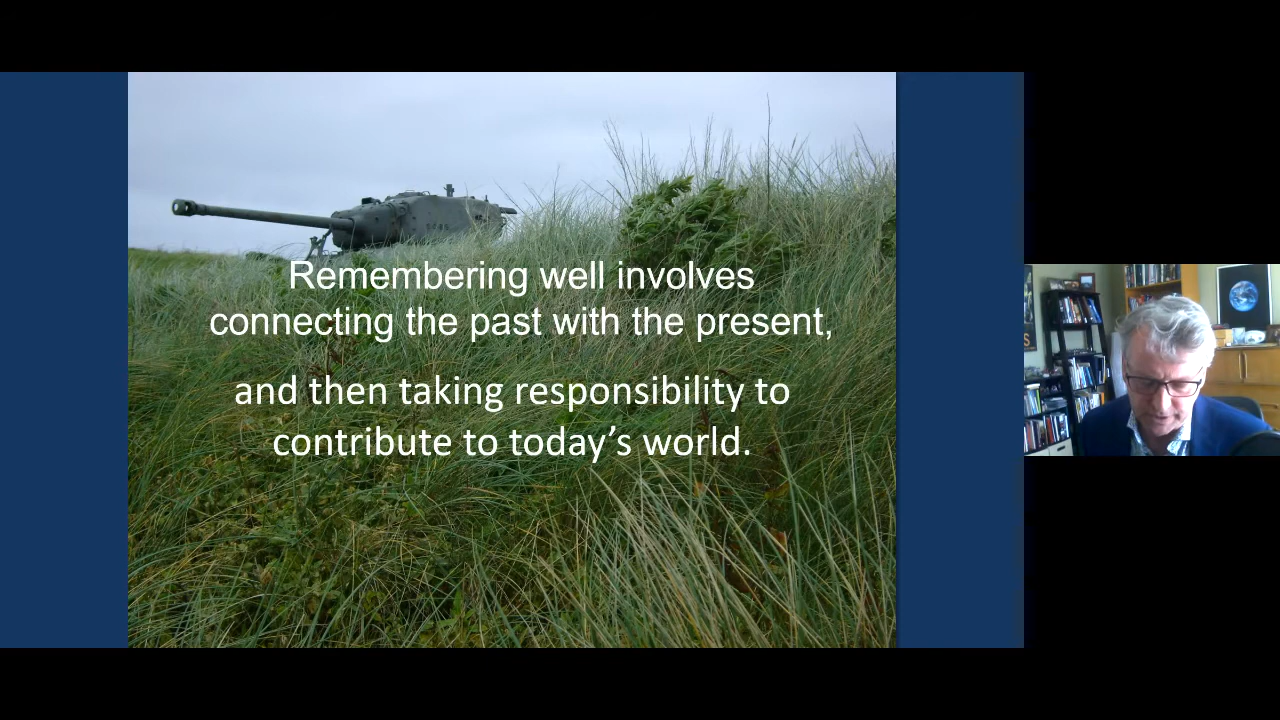 Remembering well involves
connecting the past with the present,
and then taking responsibility to
contribute to today’s world.